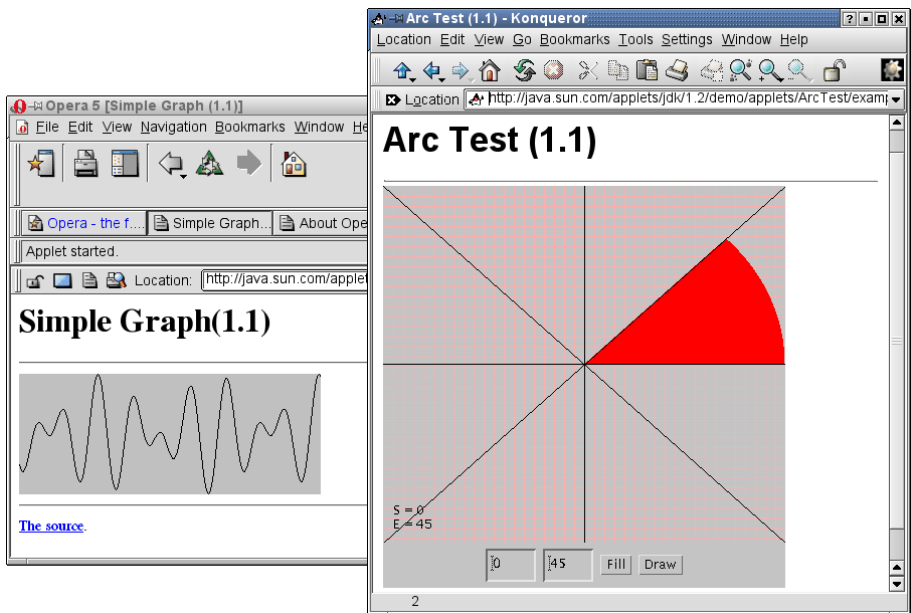 Opera 5 [Simple Graph (1.1)]
File Edit View Navigation Bookmarks Window He
Opera - the f.... Simple Graph... About Ope
Applet started.
Location: http://java.sun.com/applet
Simple Graph(1.1)
The source.
Arc Test (1.1) - Konqueror
Location Edit View Go Bookmarks Tools Settings Window Help
Location http://java.sun.com/applets/jdk/1.2/demo/applets/ArcTest/examp
Arc Test (1.1)
S = 0
E = 45
0 45 Fill Draw
2